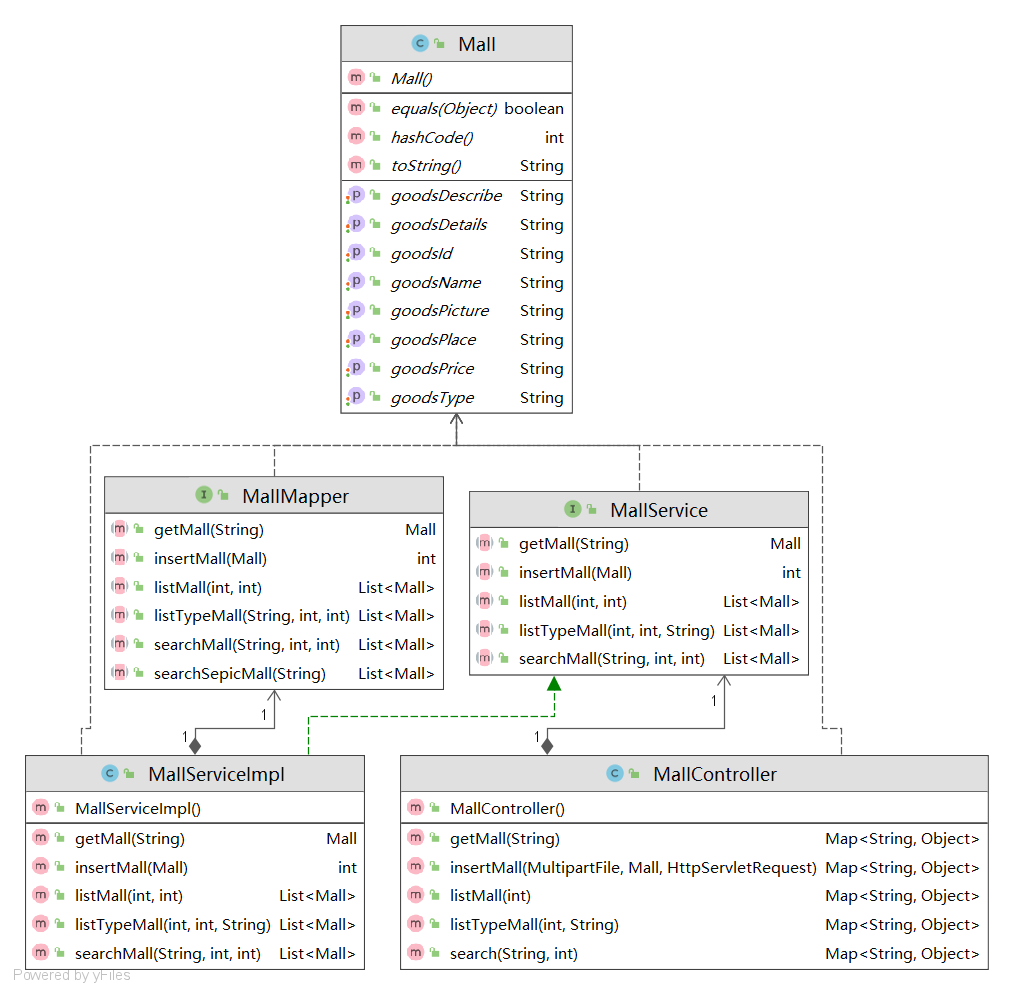 Mall
Mall()
equals(Object) boolean
hashCode() int
toString() String
goodsDescribe String
goodsDetails String
goodsId String
goodsName String
goodsPicture String
goodsPlace String
goodsPrice String
goodsType String
MallMapper
getMall(String) Mall
insertMall(Mall) int
listMall(int, int) List<Mall>
listTypeMall(String, int, int) List<Mall>
searchMall(String, int, int) List<Mall>
searchSepicMall(String) List<Mall>
MallService
getMall(String) Mall
insertMall(Mall) int
listMall(int, int) List<Mall>
listTypeMall(int, int, String) List<Mall>
searchMall(String, int, int) List<Mall>
1
1
1
1
MallServiceImpl
MallServiceImpl()
getMall(String) Mall
insertMall(Mall) int
listMall(int, int) List<Mall>
listTypeMall(int, int, String) List<Mall>
searchMall(String, int, int) List<Mall>
MallController
MallController()
getMall(String) Map<String, Object>
insertMall(MultipartFile, Mall, HttpServletRequest) Map<String, Object>
listMall(int) Map<String, Object>
listTypeMall(int, String) Map<String, Object>
search(String, int) Map<String, Object>
Powered by yFiles